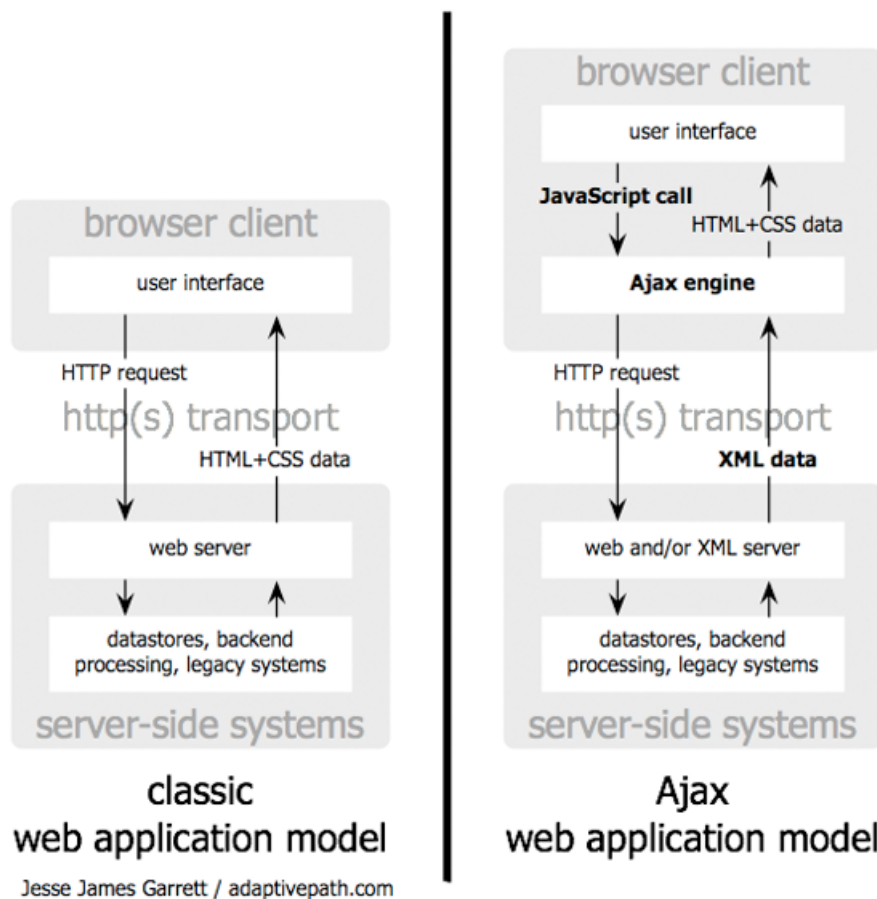 browser client
user interface
HTTP request
http(s) transport
HTML+CSS data
web server
datastores, backend
processing, legacy systems
server-side systems
classic
web application model
Jesse James Garrett / adaptivepath.com
browser client
user interface
JavaScript call
HTML+CSS data
Ajax engine
HTTP request
http(s) transport
XML data
web and/or XML server
datastores, backend
processing, legacy systems
server-side systems
Ajax
web application model